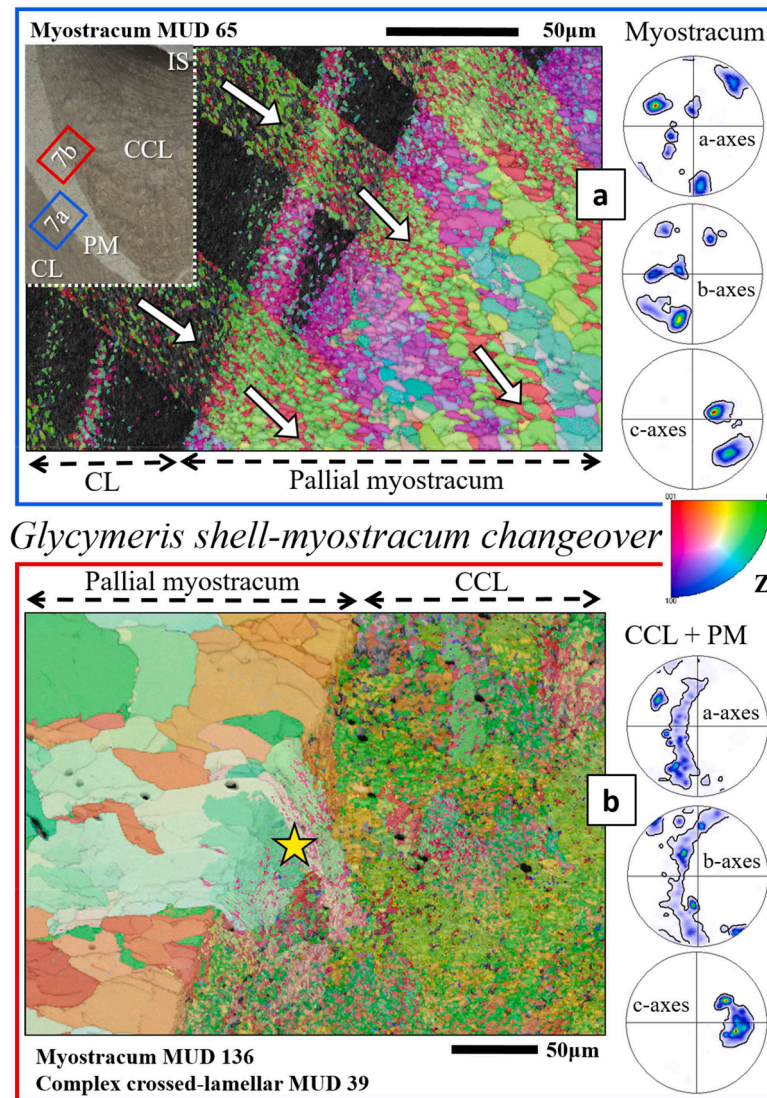 Myostracum MUD 65
50µm
Myostracum
IS
CCL
7b
7a
PM
CL
a
a-axes
b-axes
c-axes
CL
Pallial myostracum
Glycymeris shell-myostracum changeover
001
100
Z
Pallial myostracum
CCL
CCL + PM
b
a-axes
b-axes
c-axes
Myostracum MUD 136
50µm
Complex crossed-lamellar MUD 39